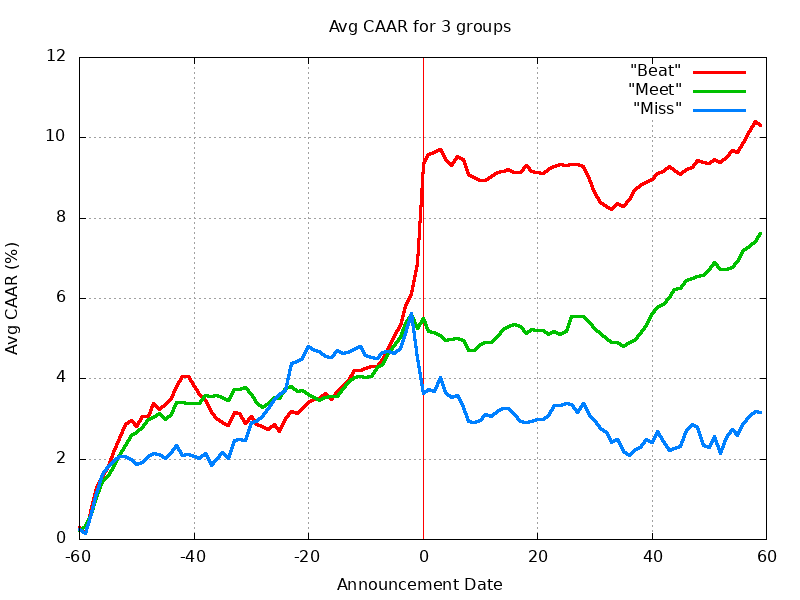 Avg CAAR for 3 groups
12
10
8
6
4
2
0
-60
-40
-20
0
20
40
60
Avg CAAR (%)
Announcement Date
"Beat"
"Meet"
"Miss"